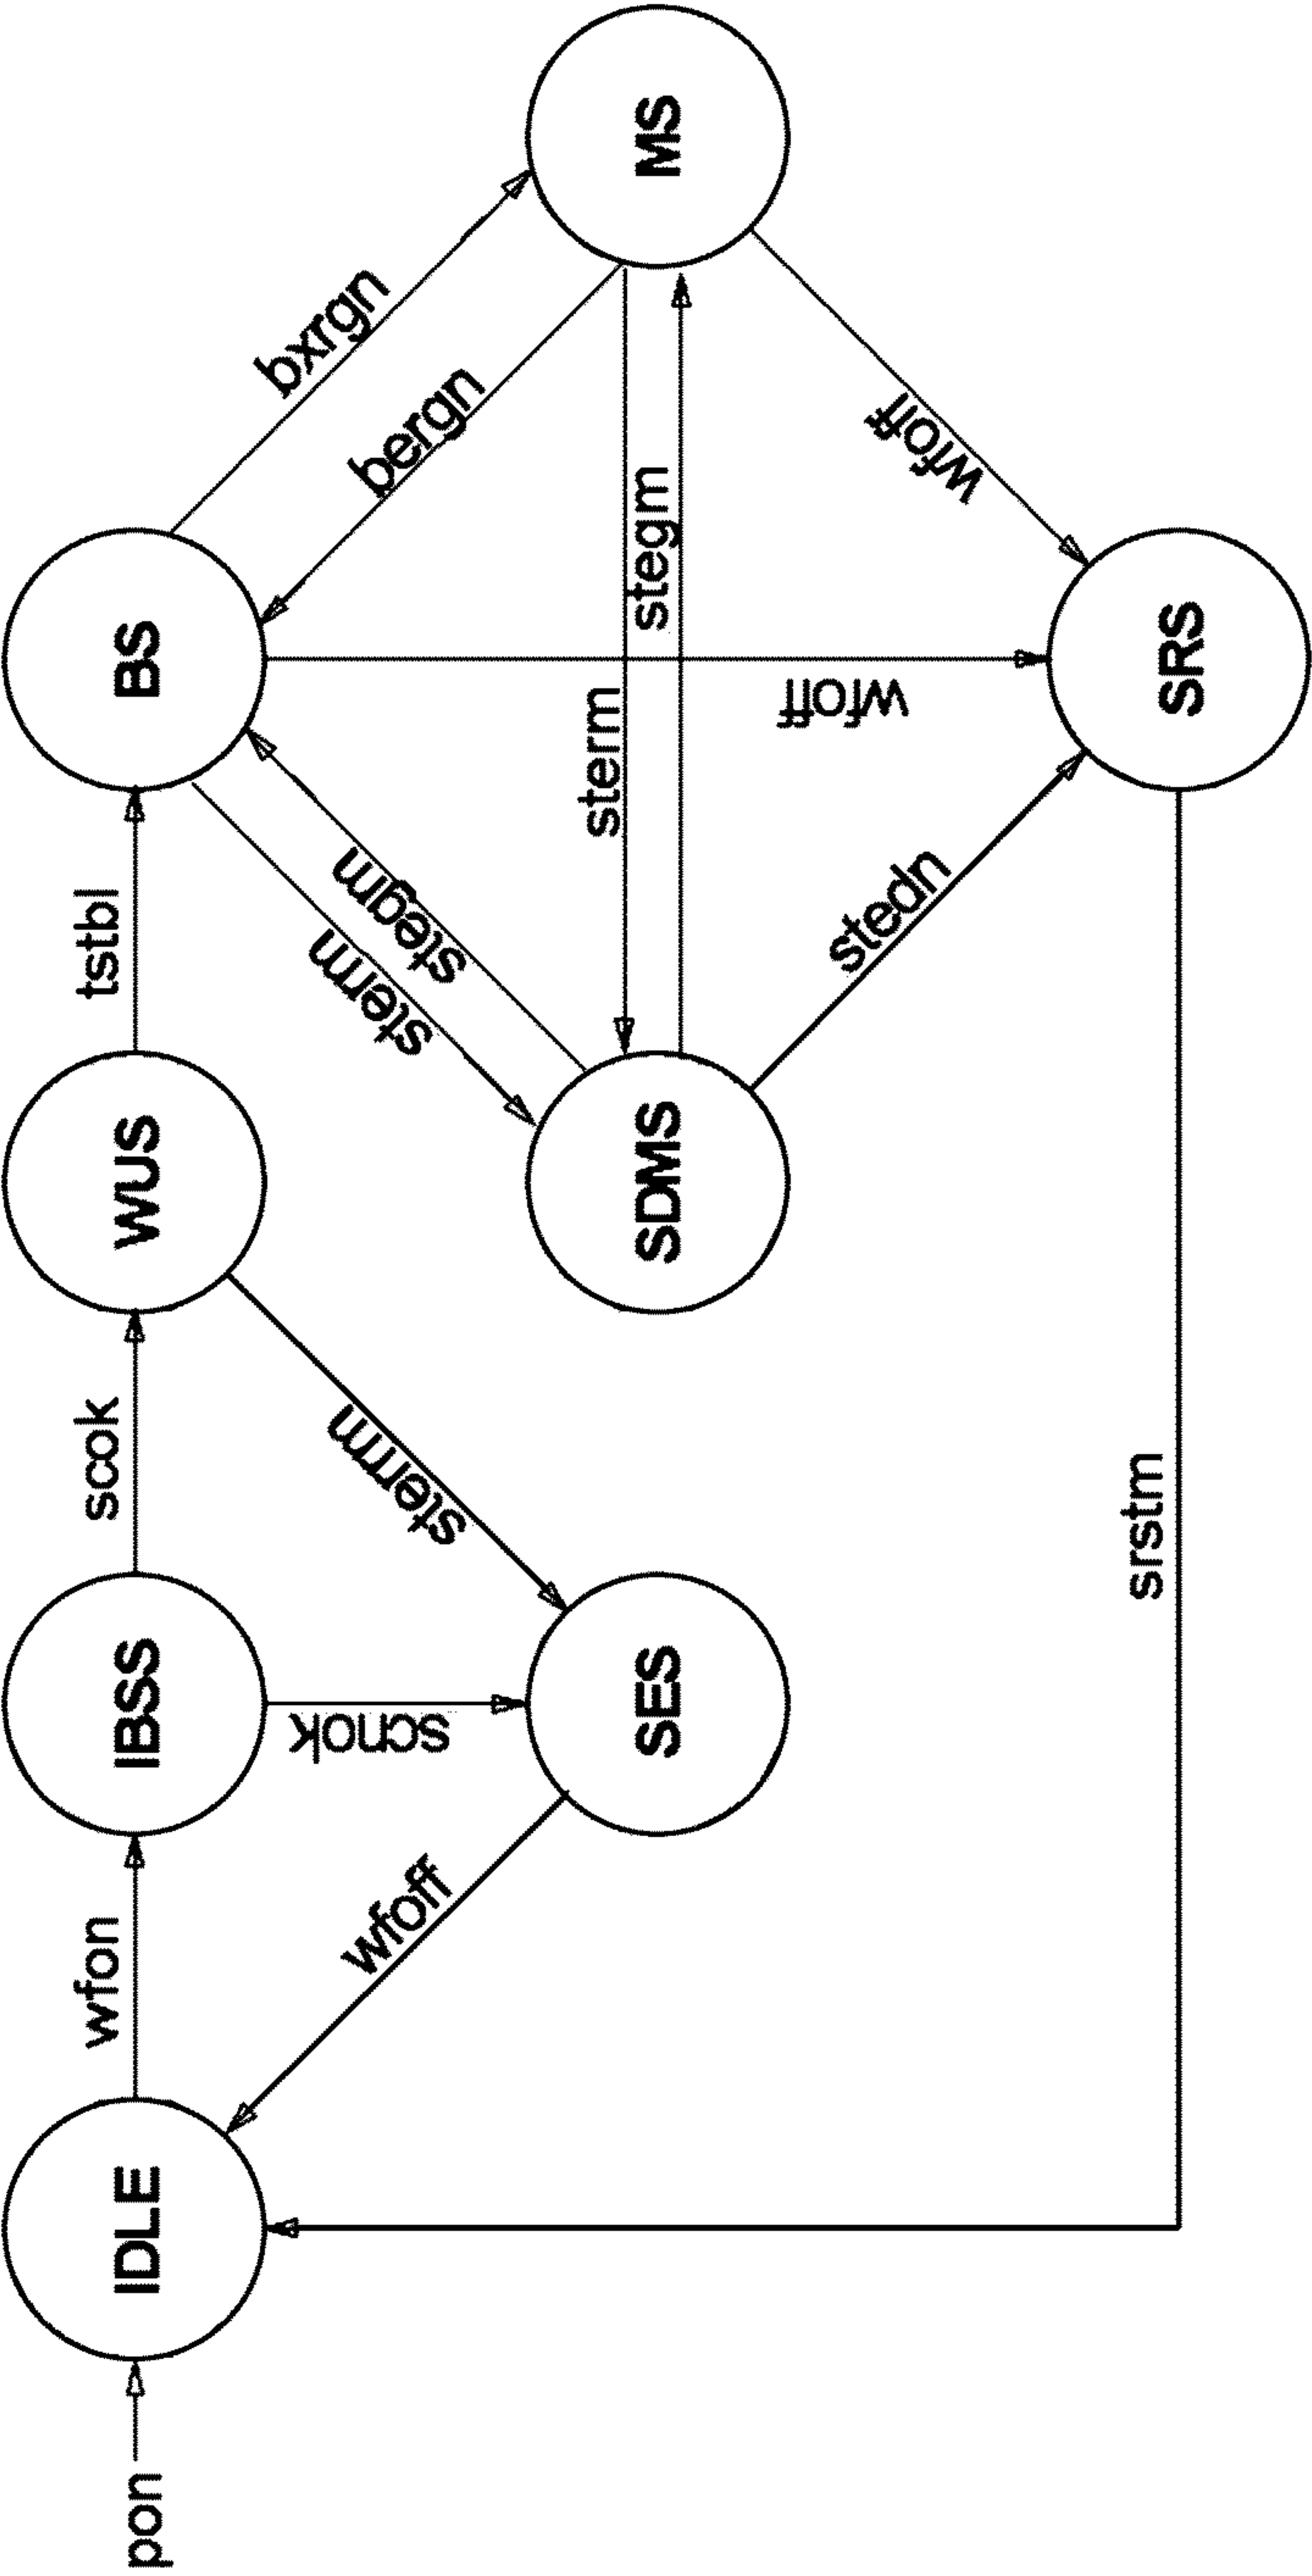 pon
IDLE
wfon
IBSS
scok
WUS
tstbl
BS
bxrgn
bergn
MS
wfoff
scnok
sterm
SES
sterm
stegm
SDMS
sterm
stegm
wfoff
wfoff
stedn
SRS
srstm